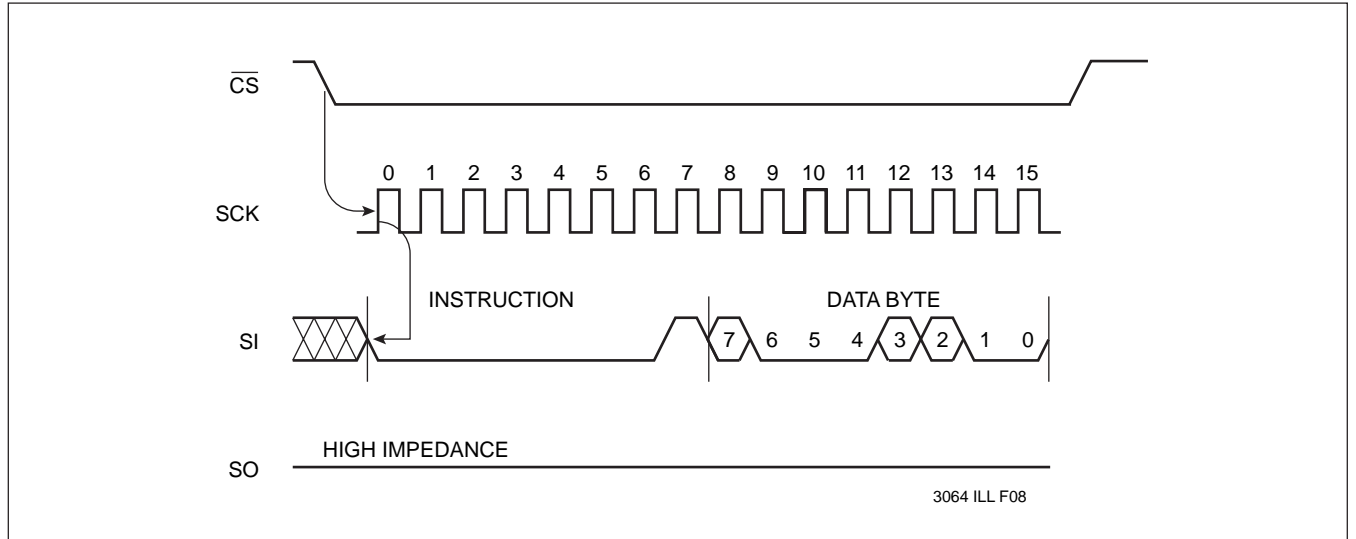 CS
0 1 2 3 4 5 6 7 8 9 10 11 12 13 14 15
SCK
INSTRUCTION DATA BYTE
SI 7 6 5 4 3 2 1 0
HIGH IMPEDANCE
SO
3064 ILL F08